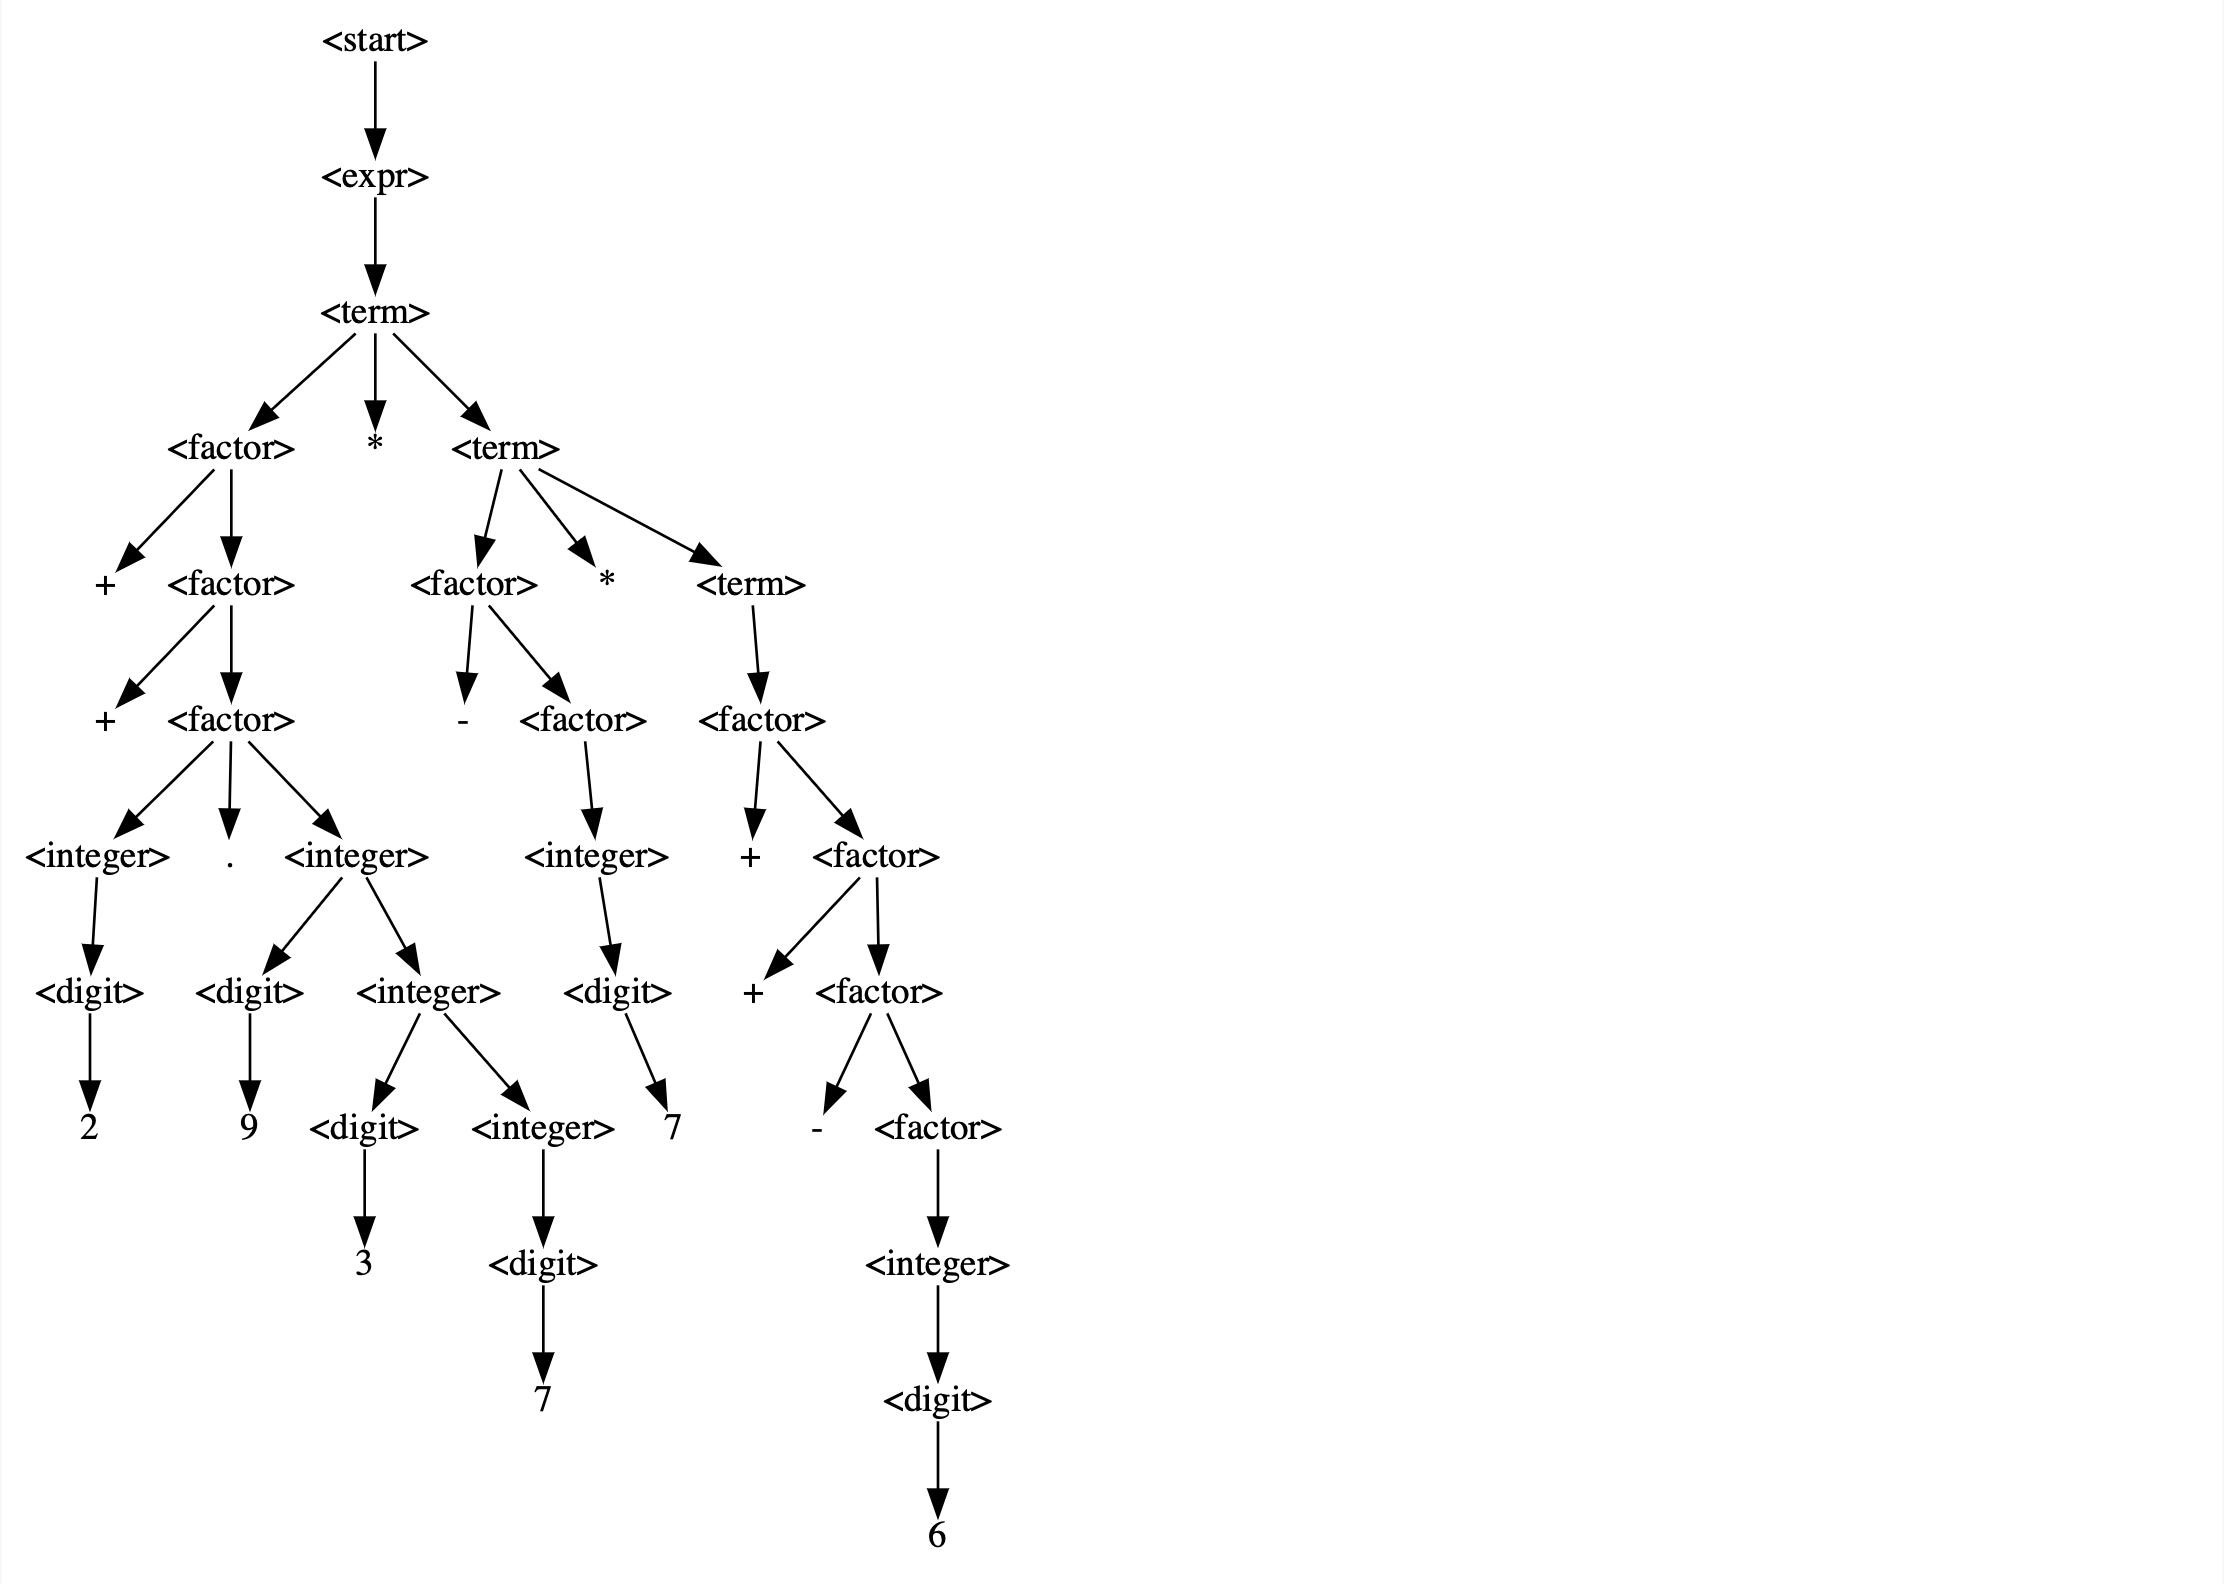 <start>
<expr>
<term>
<factor> * <term>
+ <factor> <factor> * <term>
+ <factor> - <factor> <factor>
<integer> . <integer> <integer> + <factor>
<digit> <digit> <integer> <digit> + <factor>
2 9 <digit> <integer> 7 - <factor>
3 <digit> <integer>
7 <digit>
6